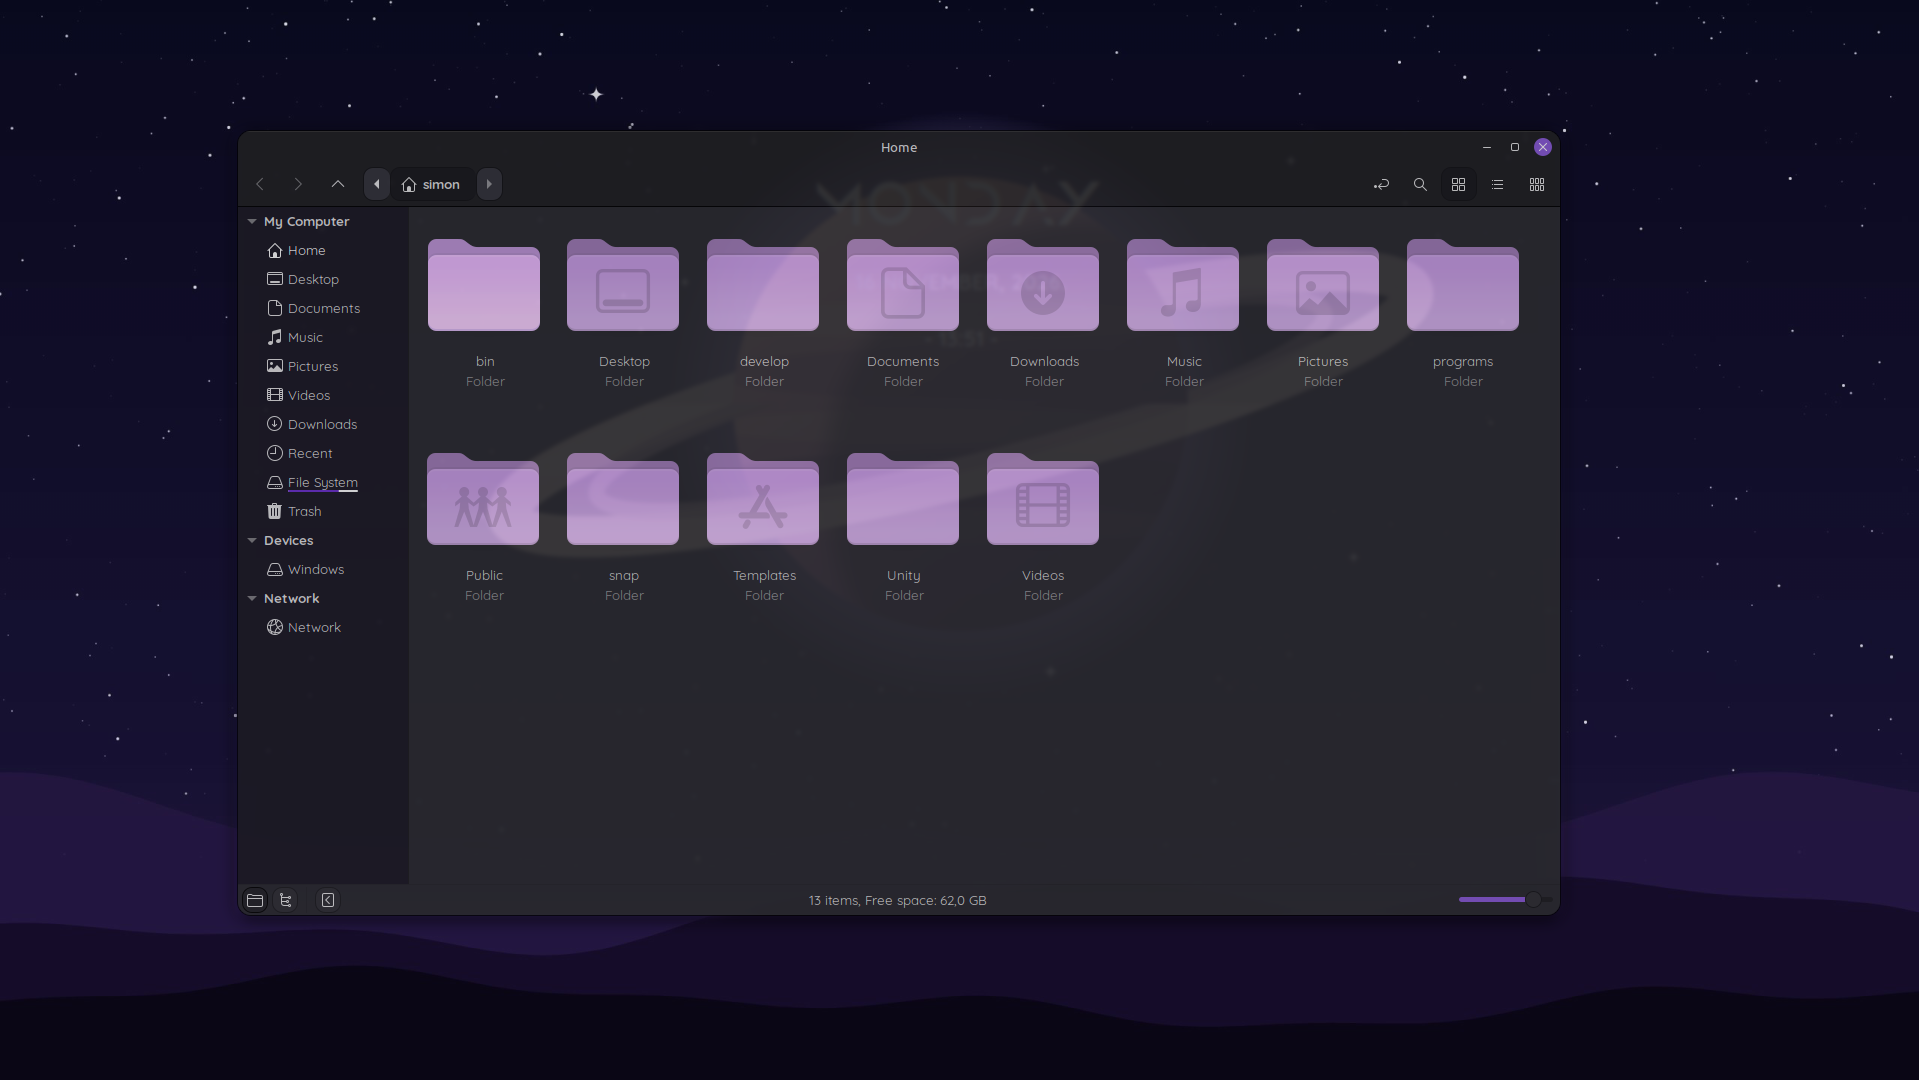 Home
simon
MONDAY
My Computer
Home
Desktop
Documents
Music
Pictures
Videos
Downloads
Recent
File System
Trash
Devices
Windows
Network
Network
bin
Folder
Desktop
Folder
develop
Folder
Documents
Folder
Downloads
Folder
Music
Folder
Pictures
Folder
programs
Folder
Public
Folder
snap
Folder
Templates
Folder
Unity
Folder
Videos
Folder
13 items, Free space: 62,0 GB